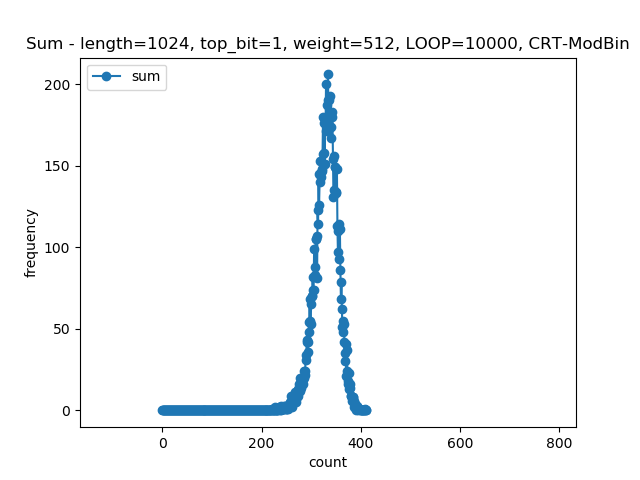 Sum - length=1024, top_bit=1, weight=512, LOOP=10000, CRT-ModBin
sum
200
150
100
50
0
frequency
0
200
400
600
800
count